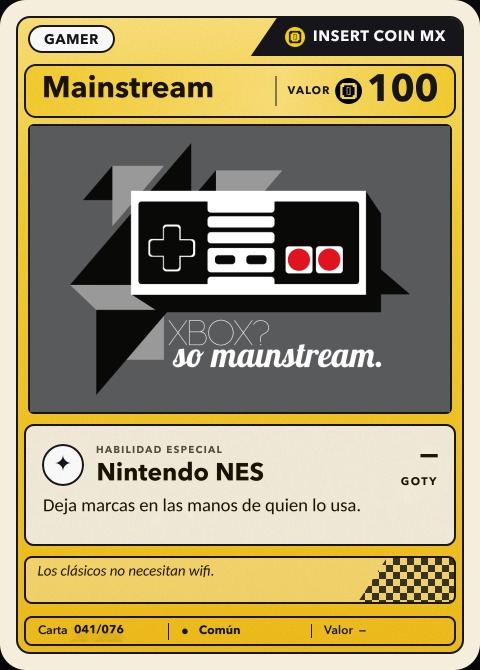 GAMER
INSERT COIN MX
Mainstream
VALOR 100
XBOX?
so mainstream.
HABILIDAD ESPECIAL
Nintendo NES
—
GOTY
Deja marcas en las manos de quien lo usa.
Los clásicos no necesitan wifi.
Carta 041/076 • Común Valor –